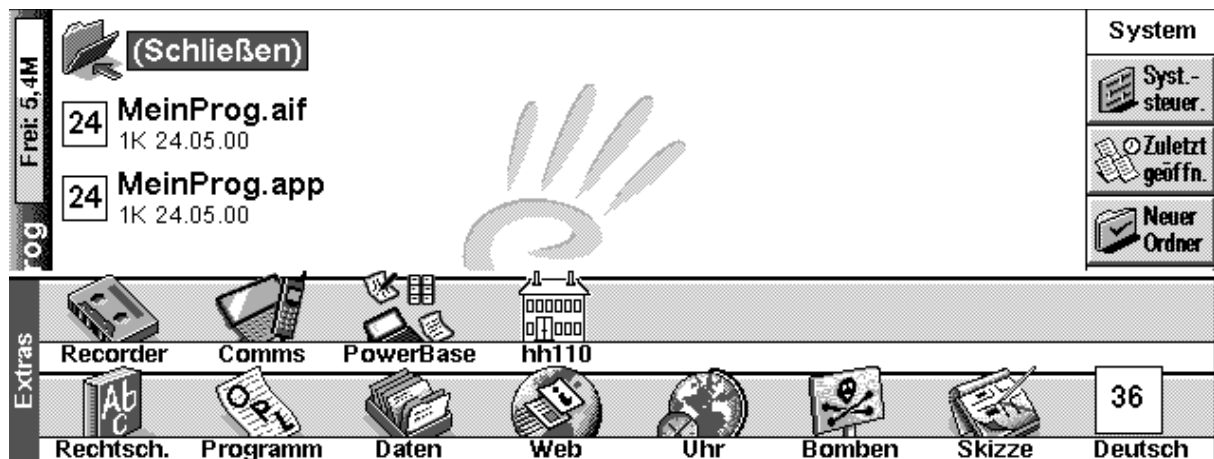 Frei: 5,4M
rog
(Schließen)
24
MeinProg.aif
1K 24.05.00
24
MeinProg.app
1K 24.05.00
System
Syst.-
steuer.
Zuletzt
geöffn.
Neuer
Ordner
Extras
Recorder
Comms
PowerBase
hh110
Ab
C
OPL
36
Rechtsch.
Programm
Daten
Web
Uhr
Bomben
Skizze
Deutsch